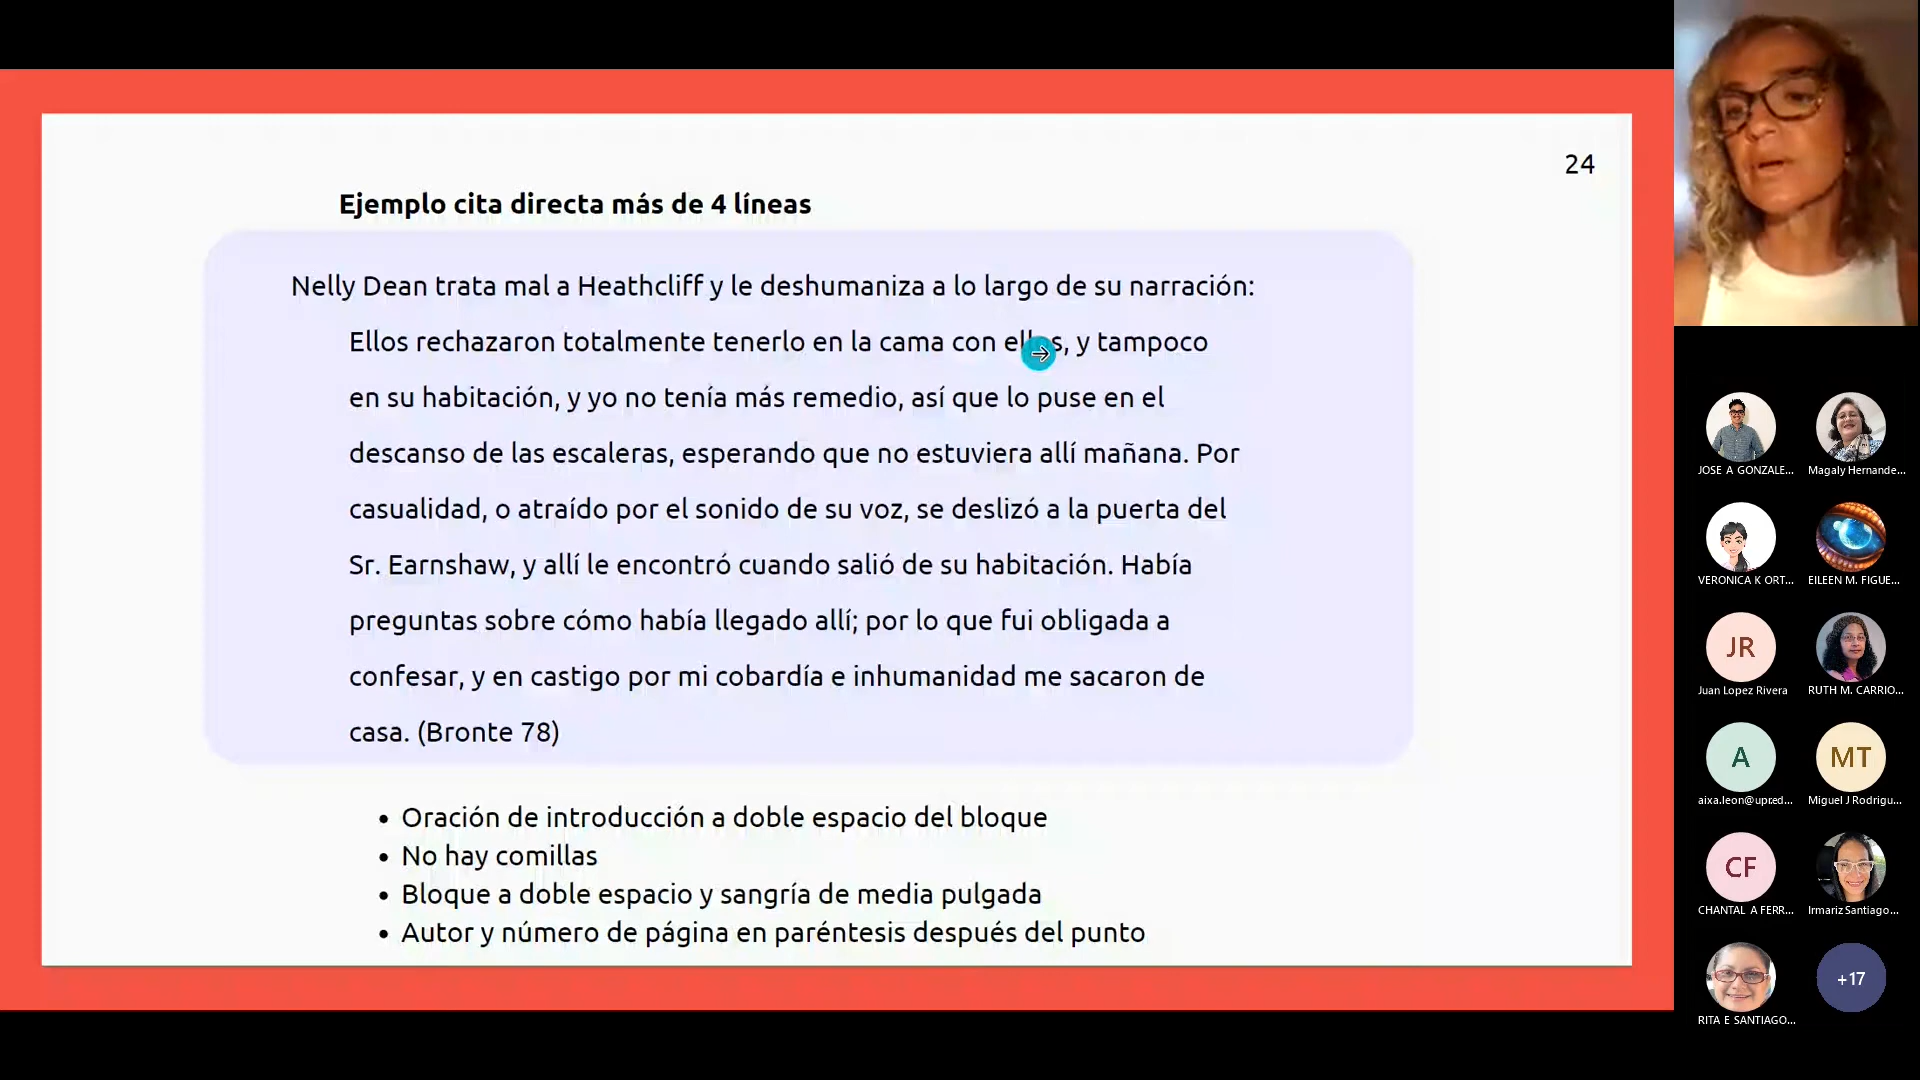 24
Ejemplo cita directa más de 4 líneas
Nelly Dean trata mal a Heathcliff y le deshumaniza a lo largo de su narración:
Ellos rechazaron totalmente tenerlo en la cama con ellos, y tampoco
en su habitación, y yo no tenía más remedio, así que lo puse en el
descanso de las escaleras, esperando que no estuviera allí mañana. Por
casualidad, o atraído por el sonido de su voz, se deslizó a la puerta del
Sr. Earnshaw, y allí le encontró cuando salió de su habitación. Había
preguntas sobre cómo había llegado allí; por lo que fui obligada a
confesar, y en castigo por mi cobardía e inhumanidad me sacaron de
casa. (Bronte 78)
• Oración de introducción a doble espacio del bloque
• No hay comillas
• Bloque a doble espacio y sangría de media pulgada
• Autor y número de página en paréntesis después del punto
JOSE A GONZALE...
Magaly Hernande...
VERONICA K ORT...
EILEEN M. FIGUE...
JR
Juan Lopez Rivera
RUTH M. CARRIO...
A
aixa.leon@upr.ed...
MT
Miguel J Rodrigu...
CF
CHANTAL A FERR...
Irmariz Santiago...
RITA E SANTIAGO...
+17